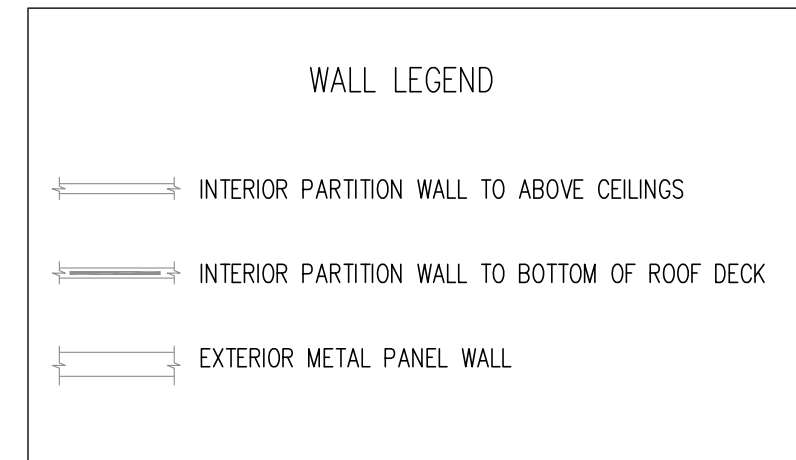 WALL LEGEND
INTERIOR PARTITION WALL TO ABOVE CEILINGS
INTERIOR PARTITION WALL TO BOTTOM OF ROOF DECK
EXTERIOR METAL PANEL WALL